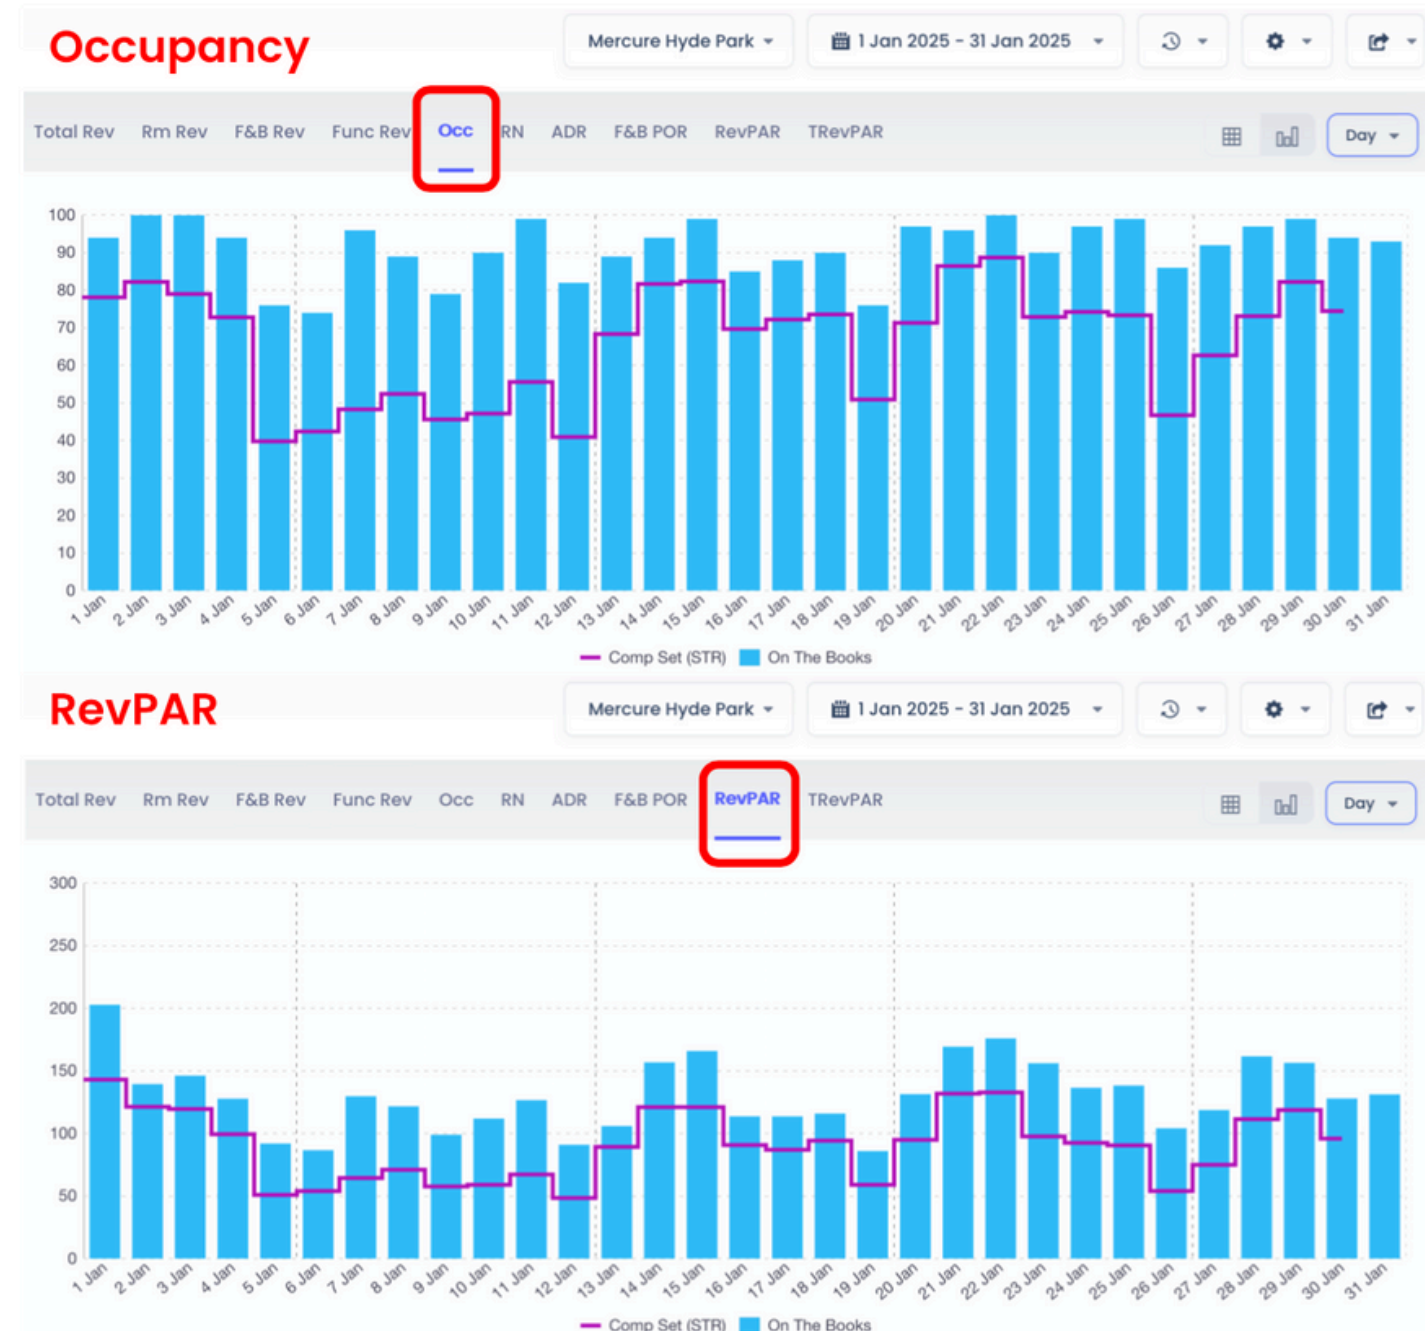 Occupancy
Mercure Hyde Park
1 Jan 2025 - 31 Jan 2025
Total Rev Rm Rev F&B Rev Func Rev Occ RN ADR F&B POR RevPAR TRevPAR
Day
100
90
80
70
60
50
40
30
20
10
0
1 Jan 2 Jan 3 Jan 4 Jan 5 Jan 6 Jan 7 Jan 8 Jan 9 Jan 10 Jan 11 Jan 12 Jan 13 Jan 14 Jan 15 Jan 16 Jan 17 Jan 18 Jan 19 Jan 20 Jan 21 Jan 22 Jan 23 Jan 24 Jan 25 Jan 26 Jan 27 Jan 28 Jan 29 Jan 30 Jan 31 Jan
Comp Set (STR) On The Books
RevPAR
Mercure Hyde Park
1 Jan 2025 - 31 Jan 2025
Total Rev Rm Rev F&B Rev Func Rev Occ RN ADR F&B POR RevPAR TRevPAR
Day
300
250
200
150
100
50
0
1 Jan 2 Jan 3 Jan 4 Jan 5 Jan 6 Jan 7 Jan 8 Jan 9 Jan 10 Jan 11 Jan 12 Jan 13 Jan 14 Jan 15 Jan 16 Jan 17 Jan 18 Jan 19 Jan 20 Jan 21 Jan 22 Jan 23 Jan 24 Jan 25 Jan 26 Jan 27 Jan 28 Jan 29 Jan 30 Jan 31 Jan
Comp Set (STR) On The Books